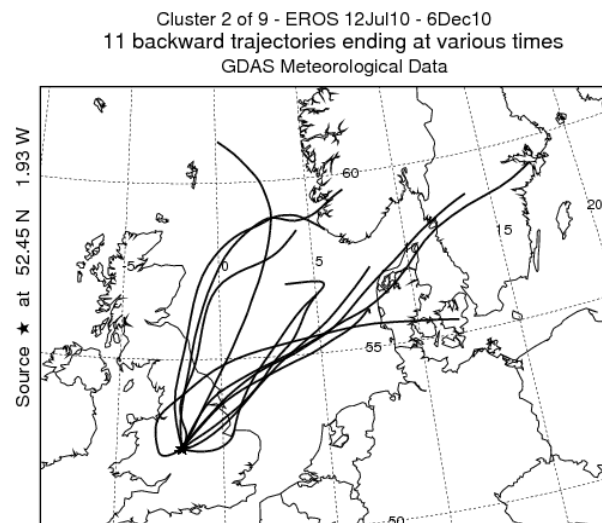 Cluster 2 of 9 - EROS 12Jul10 - 6Dec10
11 backward trajectories ending at various times
GDAS Meteorological Data
Source ★ at 52.45 N 1.93 W
60
20
15
10
5
0
5
55
5
50